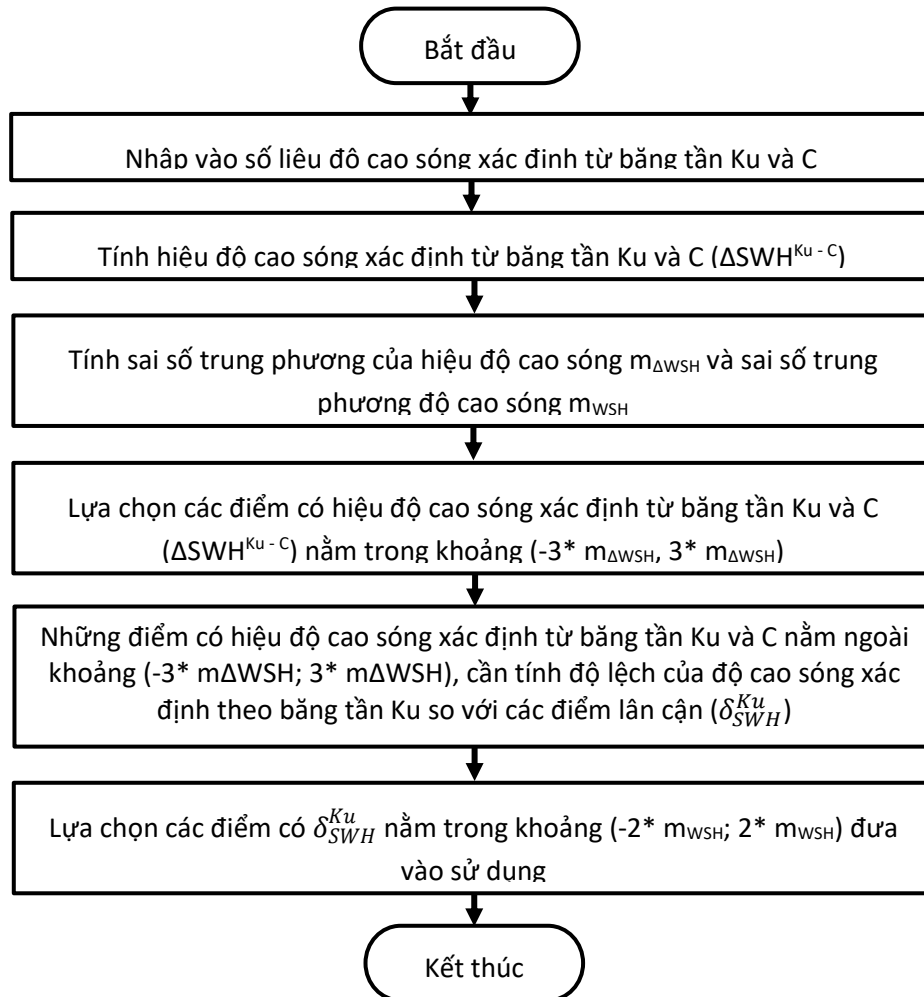 Bắt đầu
Nhập vào số liệu độ cao sóng xác định từ băng tần Ku và C
Tính hiệu độ cao sóng xác định từ băng tần Ku và C (ΔSWH^Ku - C)
Tính sai số trung phương của hiệu độ cao sóng m_ΔWSH và sai số trung
phương độ cao sóng m_WSH
Lựa chọn các điểm có hiệu độ cao sóng xác định từ băng tần Ku và C
(ΔSWH^Ku - C) nằm trong khoảng (-3* m_ΔWSH, 3* m_ΔWSH)
Những điểm có hiệu độ cao sóng xác định từ băng tần Ku và C nằm ngoài
khoảng (-3* mΔWSH; 3* mΔWSH), cần tính độ lệch của độ cao sóng xác
định theo băng tần Ku so với các điểm lân cận (δ_SWH^Ku)
Lựa chọn các điểm có δ_SWH^Ku nằm trong khoảng (-2* m_WSH; 2* m_WSH) đưa
vào sử dụng
Kết thúc